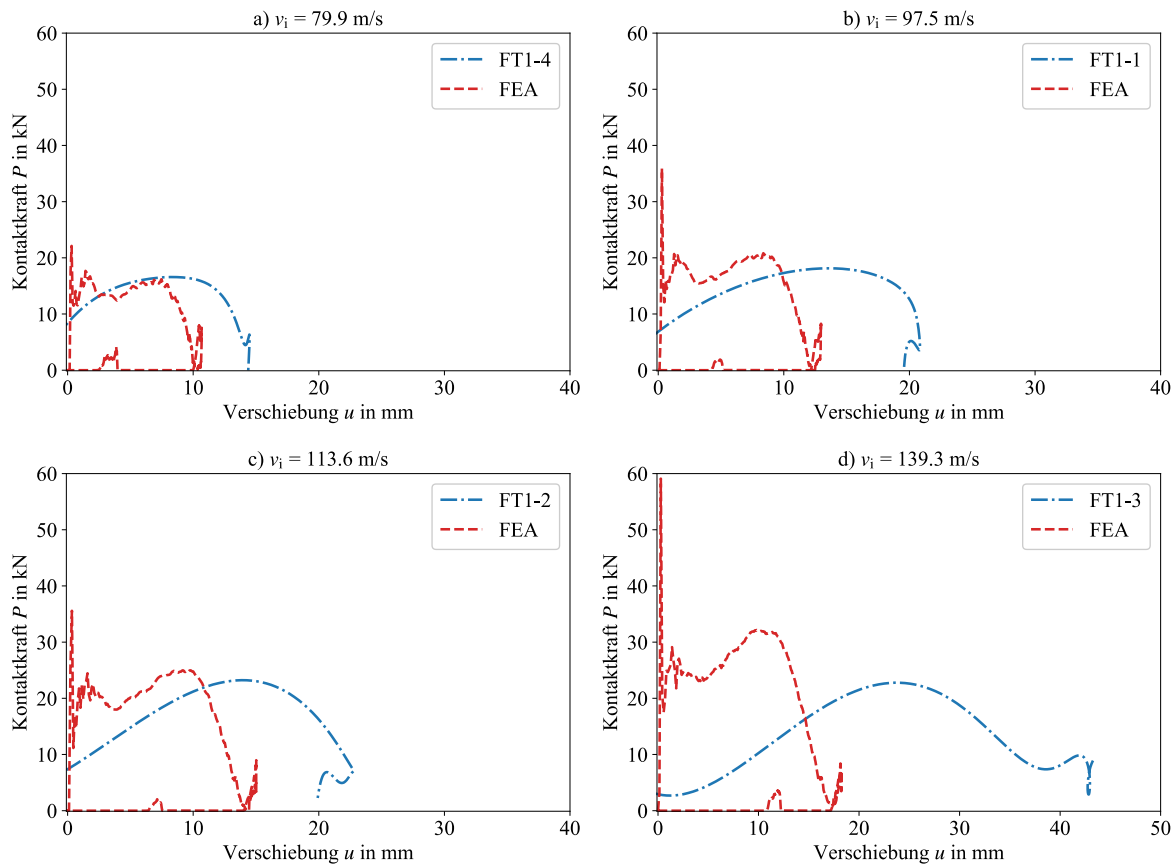 a) vᵢ = 79.9 m/s
60
50
40
30
20
10
0
Kontaktkraft P in kN
FT1-4
FEA
0 10 20 30 40
Verschiebung u in mm
b) vᵢ = 97.5 m/s
60
50
40
30
20
10
0
Kontaktkraft P in kN
FT1-1
FEA
0 10 20 30 40
Verschiebung u in mm
c) vᵢ = 113.6 m/s
60
50
40
30
20
10
0
Kontaktkraft P in kN
FT1-2
FEA
0 10 20 30 40
Verschiebung u in mm
d) vᵢ = 139.3 m/s
60
50
40
30
20
10
0
Kontaktkraft P in kN
FT1-3
FEA
0 10 20 30 40 50
Verschiebung u in mm